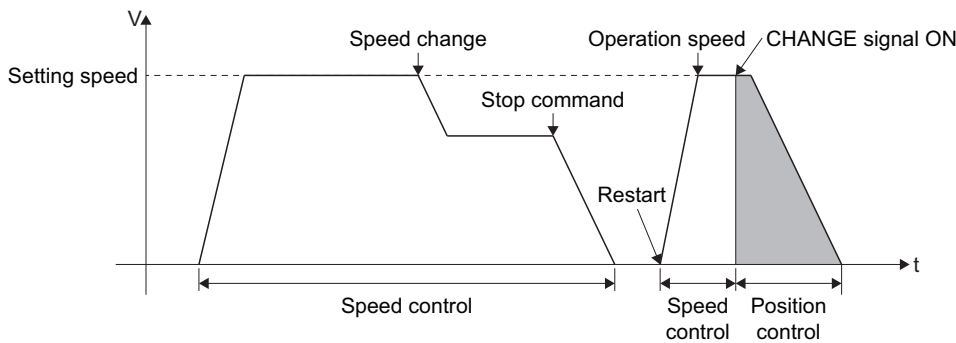 V
Speed change
Operation speed
CHANGE signal ON
Setting speed
Stop command
Restart
t
Speed control
Speed
control
Position
control